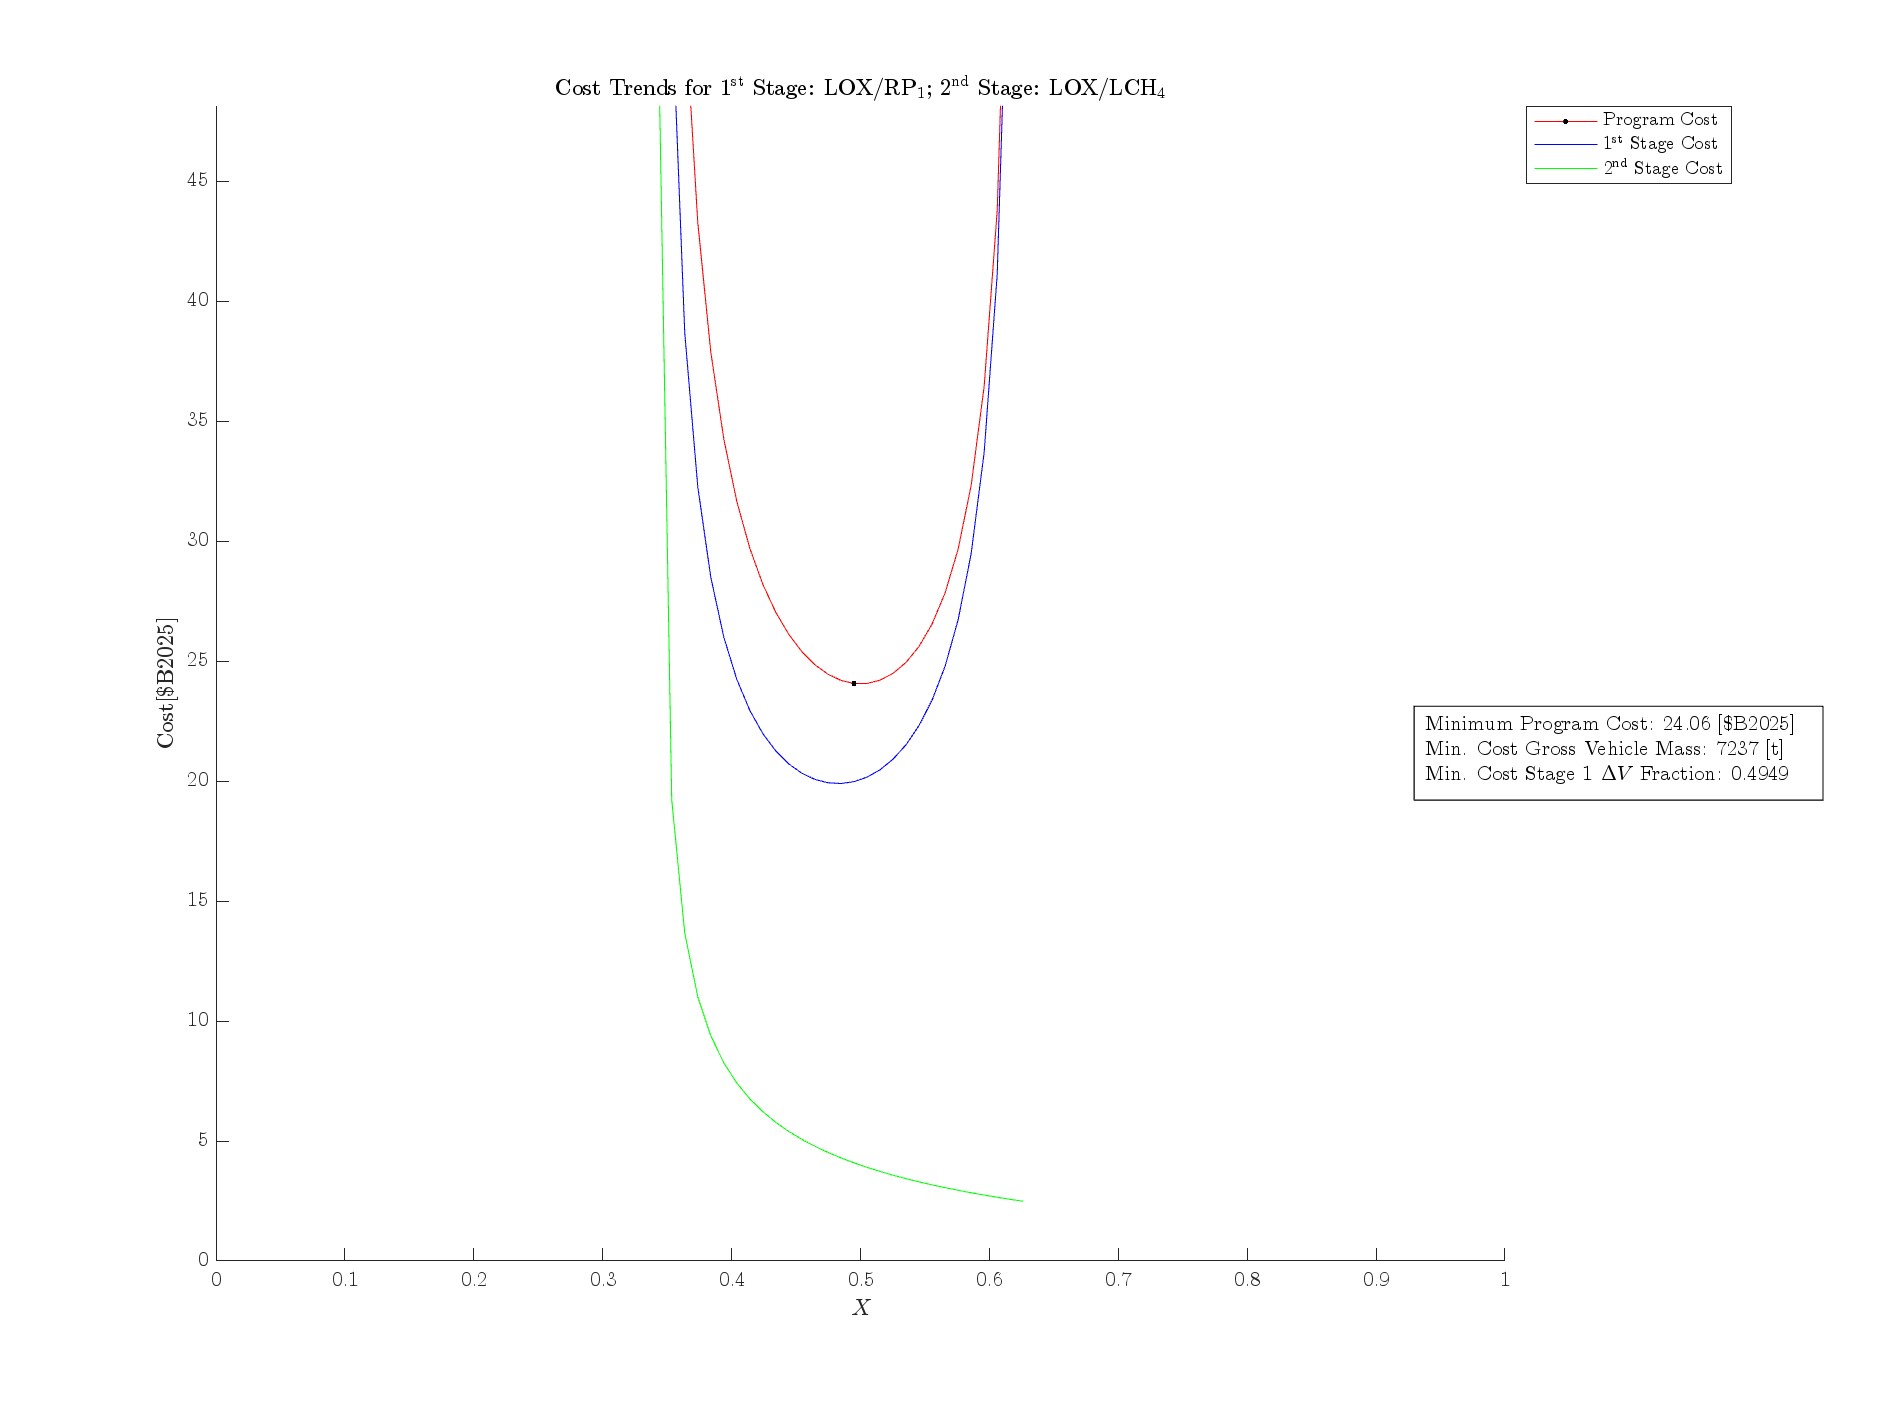 Cost Trends for 1st Stage: LOX/RP1; 2nd Stage: LOX/LCH4
Program Cost
1st Stage Cost
2nd Stage Cost
45
40
35
30
25
20
15
10
5
0
Cost[$B2025]
Minimum Program Cost: 24.06 [$B2025]
Min. Cost Gross Vehicle Mass: 7237 [t]
Min. Cost Stage 1 ΔV Fraction: 0.4949
0 0.1 0.2 0.3 0.4 0.5 0.6 0.7 0.8 0.9 1
X